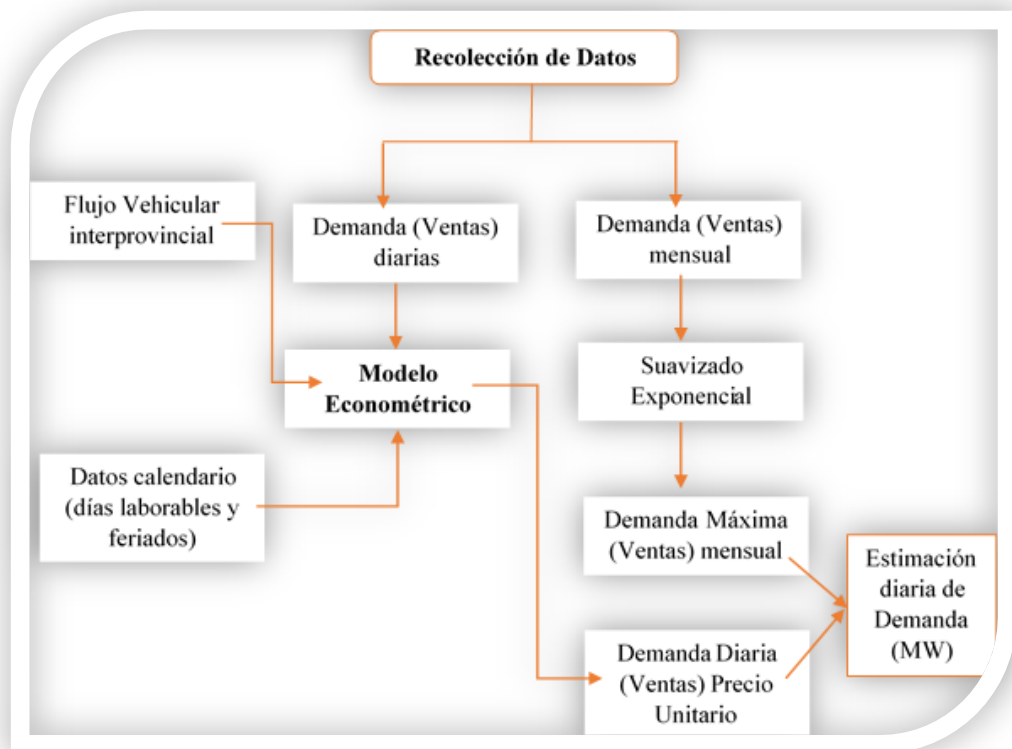 Recolección de Datos
Flujo Vehicular
interprovincial
Demanda (Ventas)
diarias
Demanda (Ventas)
mensual
Modelo
Econométrico
Suavizado
Exponencial
Datos calendario
(días laborables y
feriados)
Demanda Máxima
(Ventas) mensual
Estimación
diaria de
Demanda
(MW)
Demanda Diaria
(Ventas) Precio
Unitario